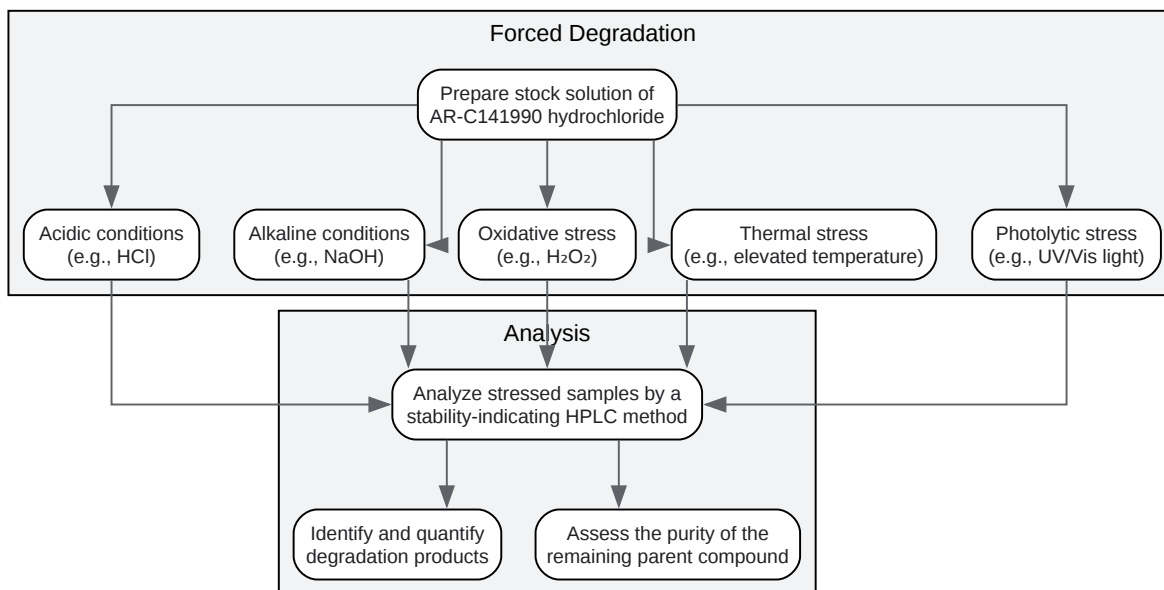 Forced Degradation
Prepare stock solution of
AR-C141990 hydrochloride
Acidic conditions
(e.g., HCl)
Alkaline conditions
(e.g., NaOH)
Oxidative stress
(e.g., H₂O₂)
Thermal stress
(e.g., elevated temperature)
Photolytic stress
(e.g., UV/Vis light)
Analysis
Analyze stressed samples by a
stability-indicating HPLC method
Identify and quantify
degradation products
Assess the purity of the
remaining parent compound